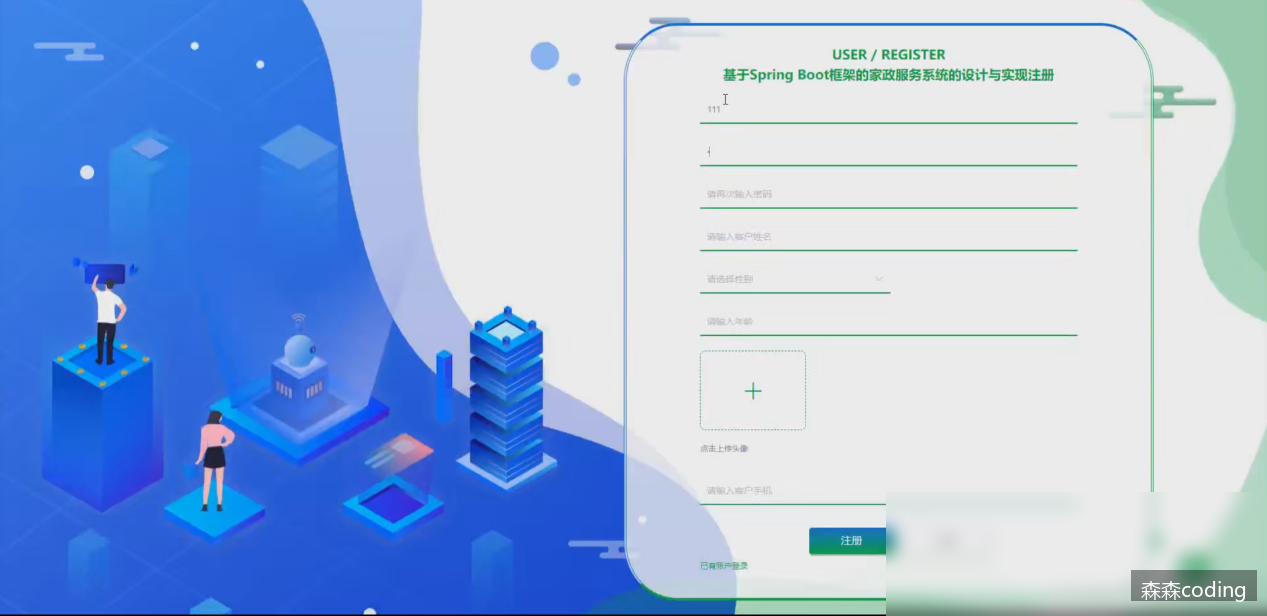 USER / REGISTER
基于Spring Boot框架的家政服务系统的设计与实现注册
111
请再次输入密码
请输入客户姓名
请选择性别
请输入年龄
点击上传头像
请输入客户手机
注册
已有账户登录
森森coding